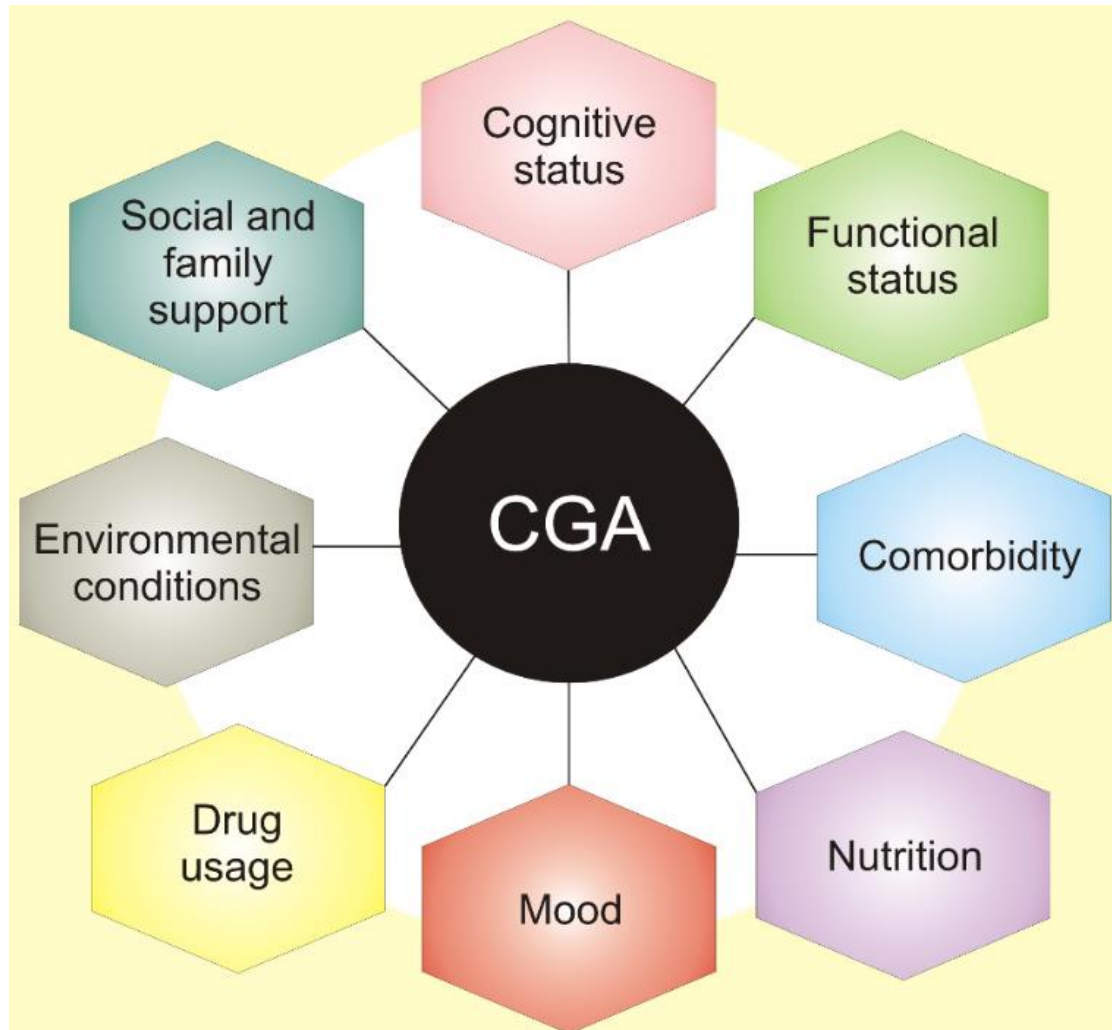 Cognitive
status
Functional
status
Comorbidity
Nutrition
Mood
Drug
usage
Environmental
conditions
Social and
family
support
CGA